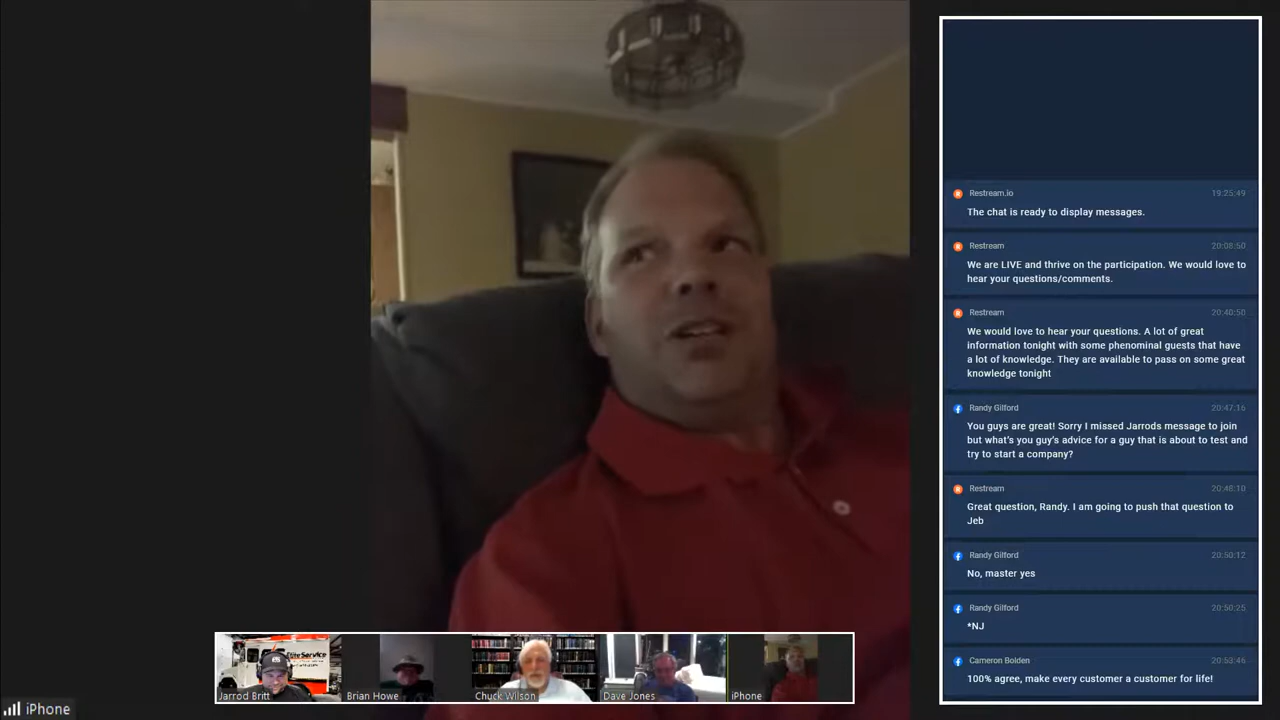 Restream.io 19:25:49
The chat is ready to display messages.
Restream 20:08:50
We are LIVE and thrive on the participation. We would love to
hear your questions/comments.
Restream 20:40:50
We would love to hear your questions. A lot of great
information tonight with some phenominal guests that have
a lot of knowledge. They are available to pass on some great
knowledge tonight
Randy Gilford 20:47:16
You guys are great! Sorry I missed Jarrods message to join
but what's you guy's advice for a guy that is about to test and
try to start a company?
Restream 20:48:10
Great question, Randy. I am going to push that question to
Jeb
Randy Gilford 20:50:12
No, master yes
Randy Gilford 20:50:25
*NJ
Cameron Bolden 20:58:46
100% agree, make every customer a customer for life!
Elite Service
Jarrod Britt
Brian Howe
Chuck Wilson
Dave Jones
iPhone
iPhone